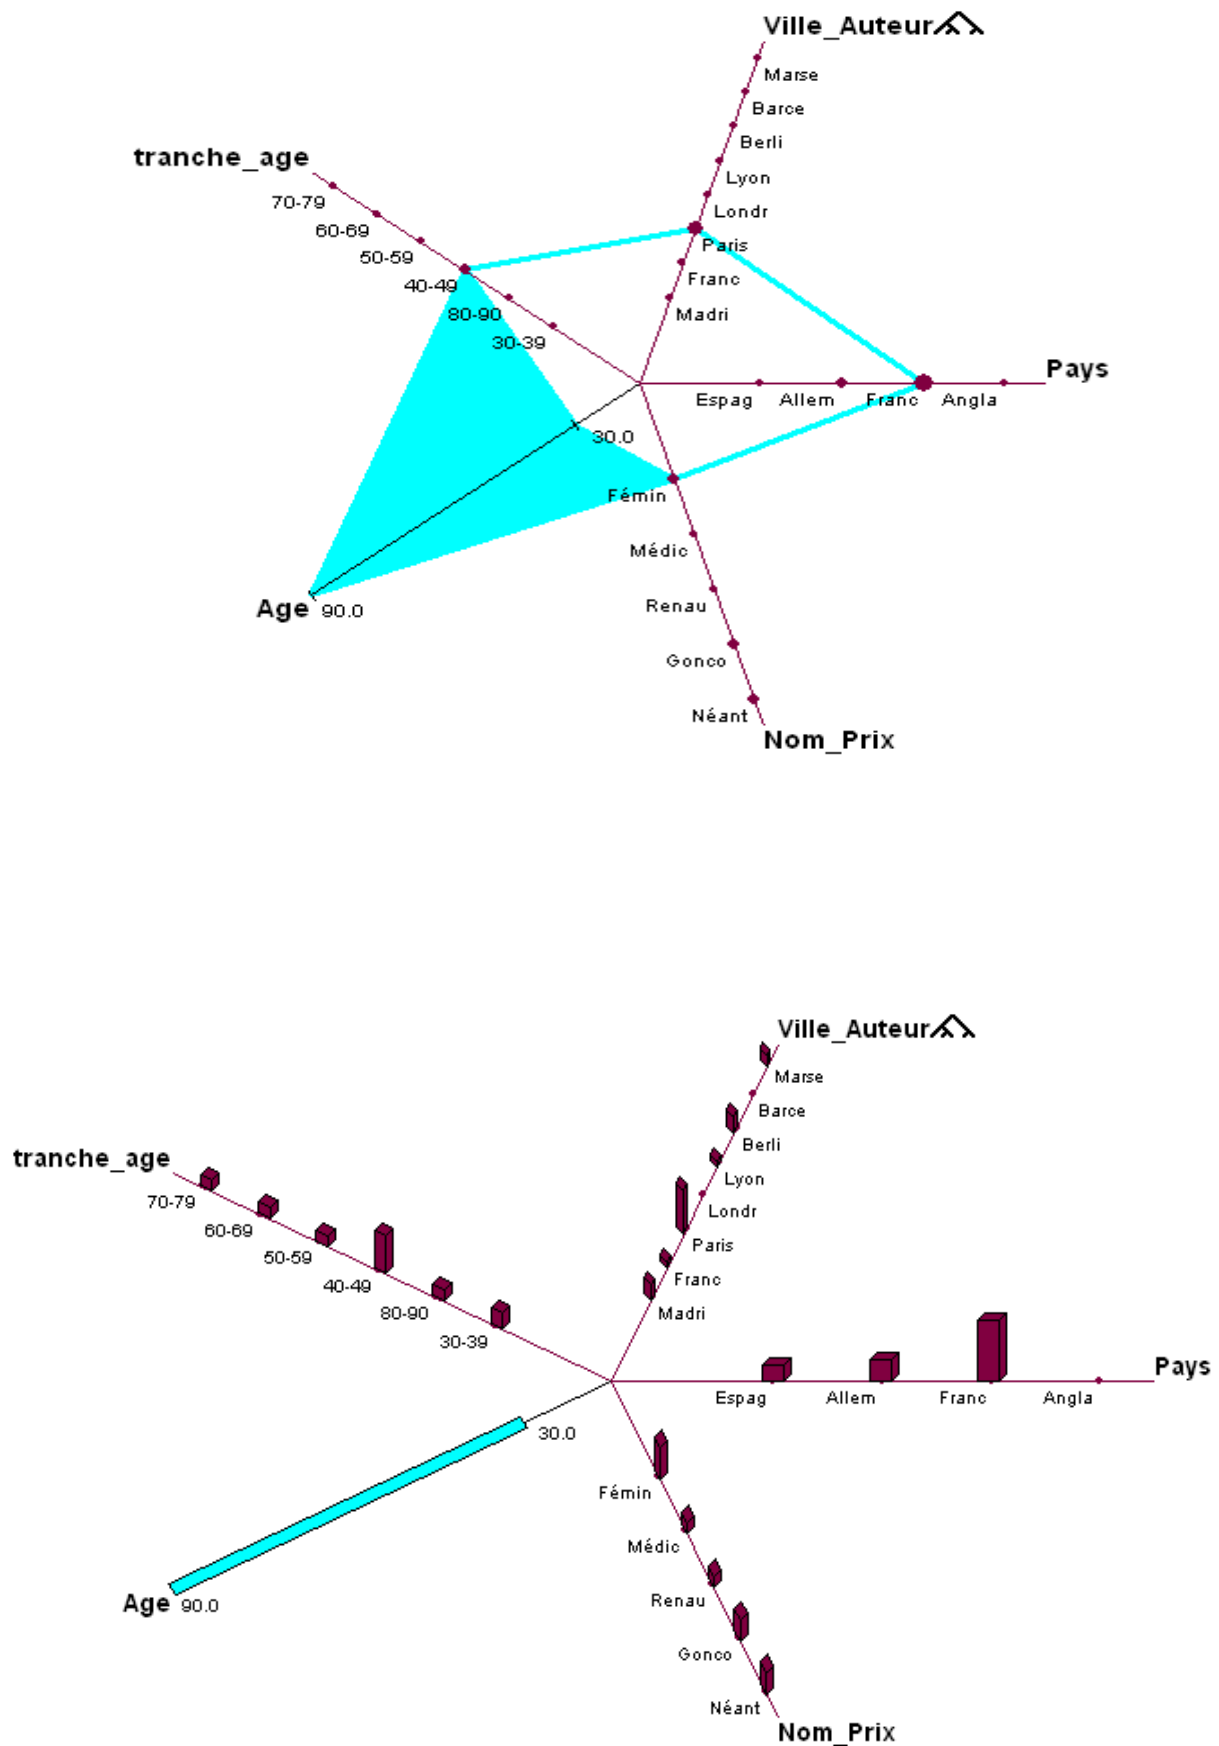 Ville_Auteur
Marse
Barce
Berli
Lyon
Londr
Paris
Franc
Madri
tranche_age
70-79
60-69
50-59
40-49
80-90
30-39
Pays
Espag
Allem
Franc
Angla
30.0
Age
90.0
Fémin
Médic
Renau
Gonco
Néant
Nom_Prix
Ville_Auteur
Marse
Barce
Berli
Lyon
Londr
Paris
Franc
Madri
tranche_age
70-79
60-69
50-59
40-49
80-90
30-39
Pays
Espag
Allem
Franc
Angla
30.0
Age
90.0
Fémin
Médic
Renau
Gonco
Néant
Nom_Prix